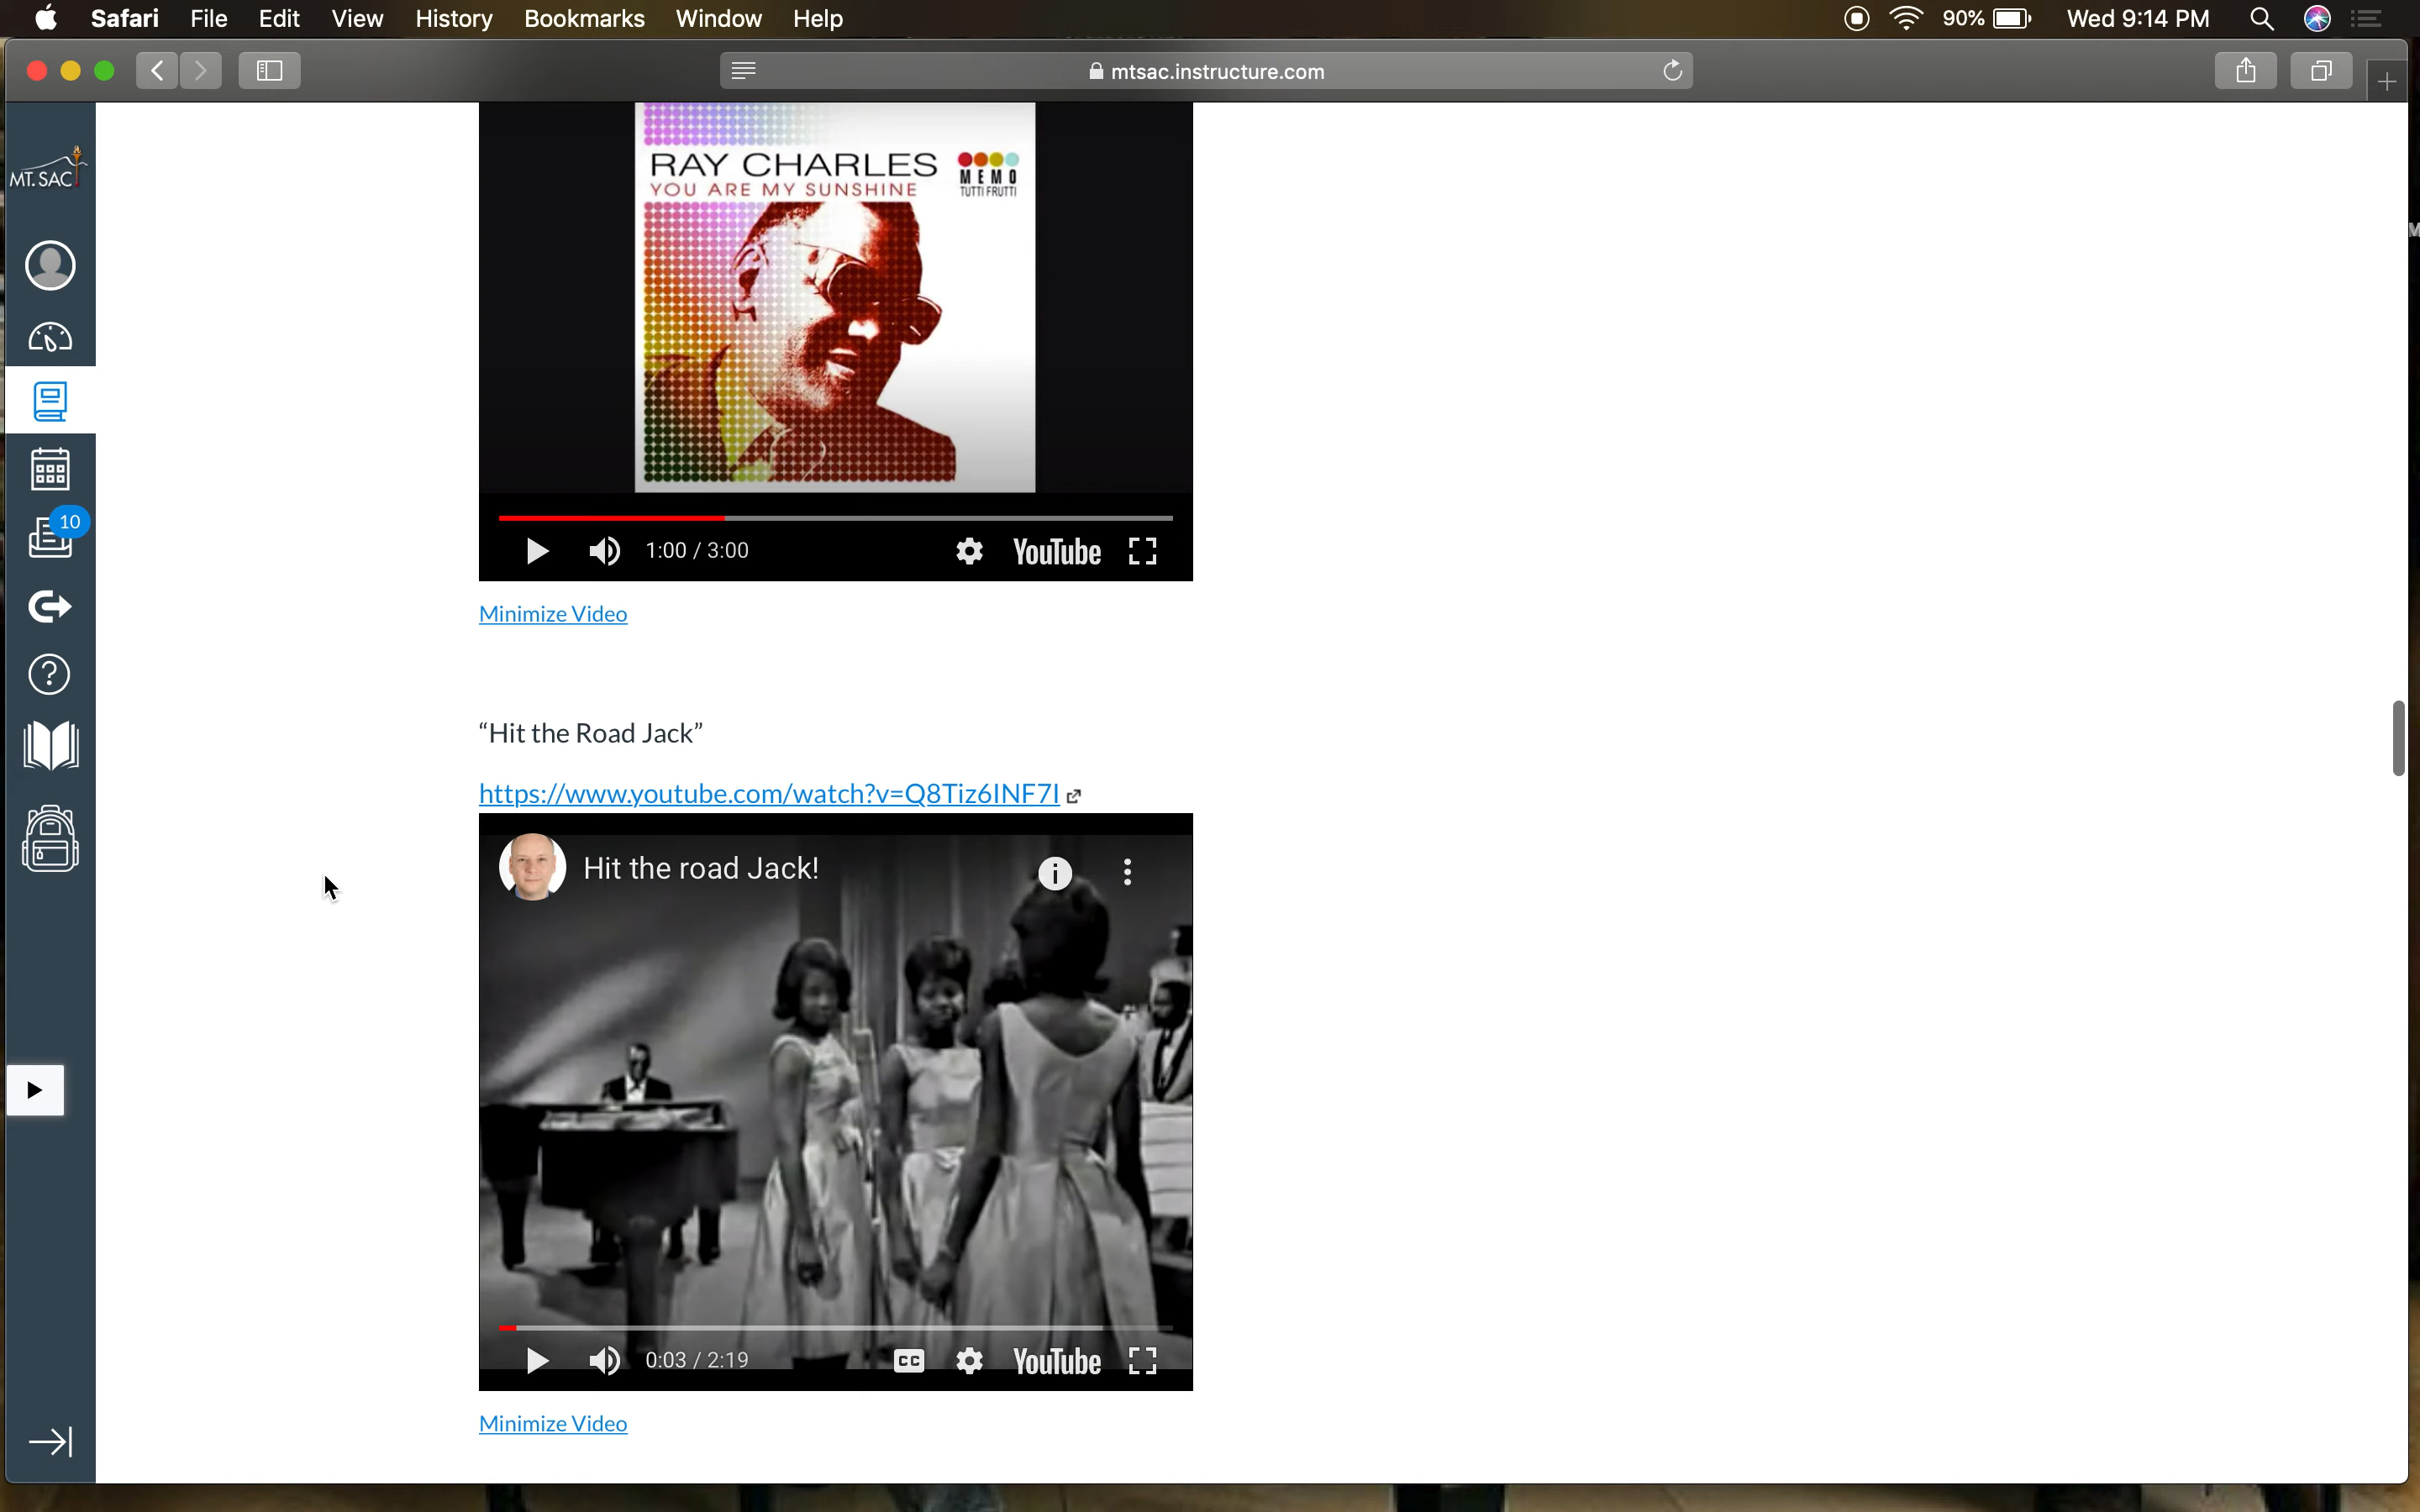 Safari File Edit View History Bookmarks Window Help 90% Wed 9:14 PM
mtsac.instructure.com
MT. SAC
RAY CHARLES
YOU ARE MY SUNSHINE
MEMO
TUTTI FRUTTI
10
1:00 / 3:00 YouTube
Minimize Video
“Hit the Road Jack”
https://www.youtube.com/watch?v=Q8Tiz6INF7I
Hit the road Jack!
0:03 / 2:19 CC YouTube
Minimize Video